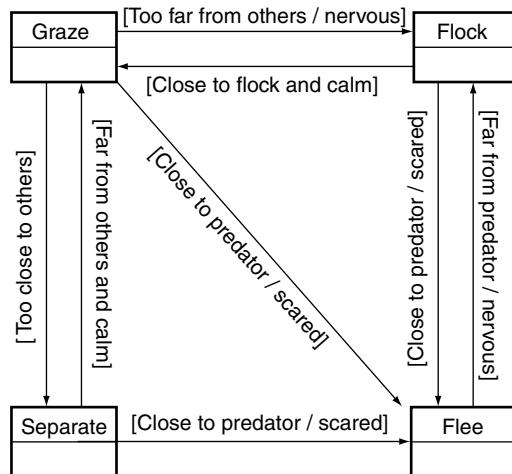 Graze
[Too far from others / nervous]
Flock
[Close to flock and calm]
[Too close to others]
[Far from others and calm]
[Close to predator / scared]
[Close to predator / scared]
[Far from predator / nervous]
Separate
[Close to predator / scared]
Flee